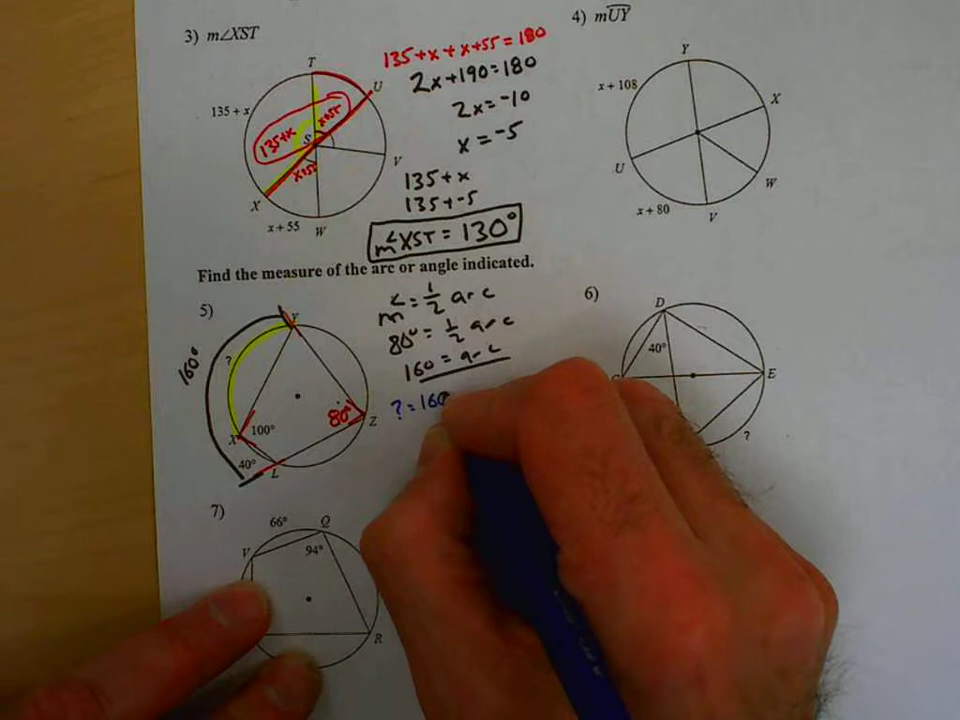 3) m∠XST
135+x+x+55=180
2x+190=180
2x=-10
x=-5
135+x
135+-5
m∠XST=130°
T
U
135 + x
135+x
x+55
S
x+55
V
X
x + 55
W
4) mUY
Y
x + 108
X
U
W
x + 80
V
Find the measure of the arc or angle indicated.
5)
m∠=1/2 arc
80°=1/2 arc
160=arc
?=160
160°
Y
?
80°
Z
X
100°
40°
L
6)
D
40°
E
?
7)
66°
Q
V
94°
R